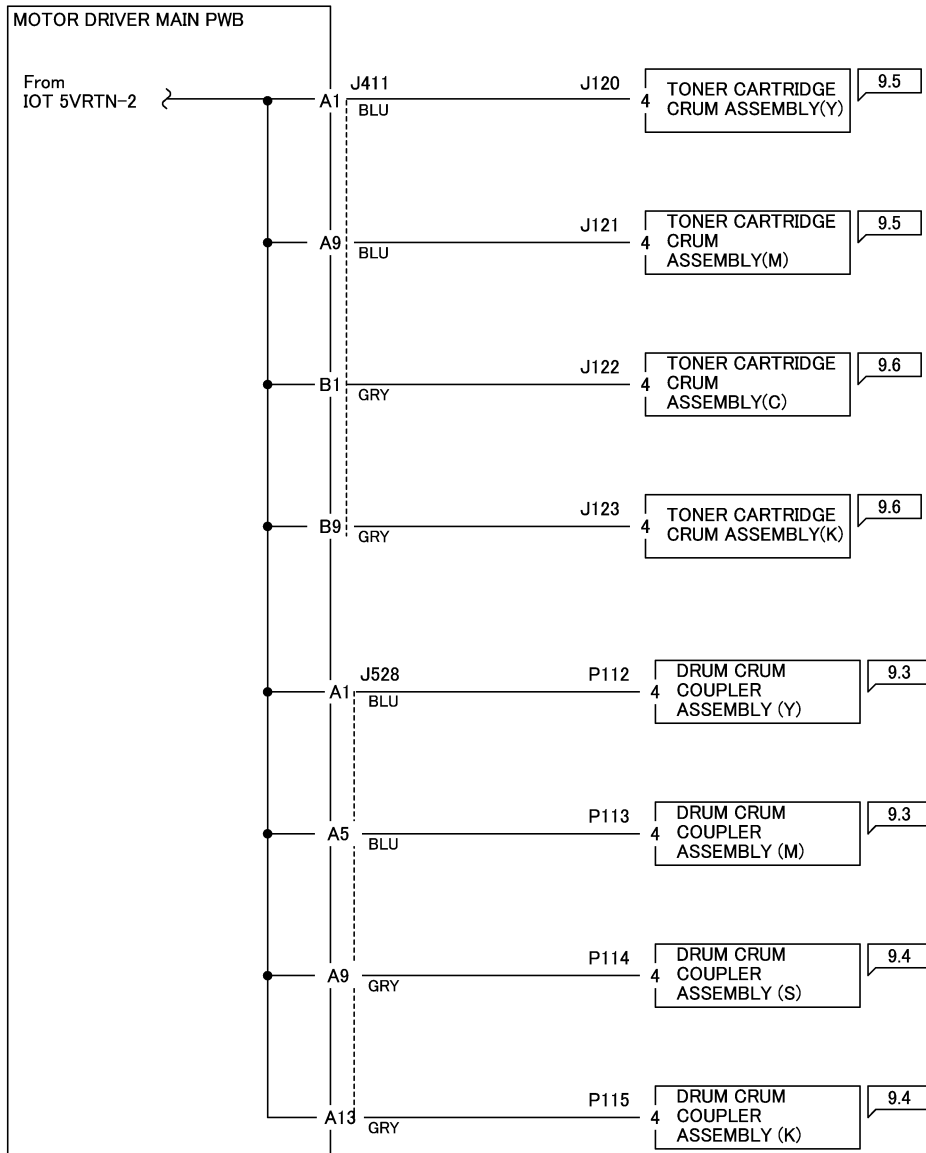 MOTOR DRIVER MAIN PWB
From
IOT 5VRTN-2
A1
J411
BLU
J120
4
TONER CARTRIDGE
CRUM ASSEMBLY(Y)
9.5
A9
BLU
J121
4
TONER CARTRIDGE
CRUM
ASSEMBLY(M)
9.5
B1
GRY
J122
4
TONER CARTRIDGE
CRUM
ASSEMBLY(C)
9.6
B9
GRY
J123
4
TONER CARTRIDGE
CRUM ASSEMBLY(K)
9.6
A1
J528
BLU
P112
4
DRUM CRUM
COUPLER
ASSEMBLY (Y)
9.3
A5
BLU
P113
4
DRUM CRUM
COUPLER
ASSEMBLY (M)
9.3
A9
GRY
P114
4
DRUM CRUM
COUPLER
ASSEMBLY (S)
9.4
A13
GRY
P115
4
DRUM CRUM
COUPLER
ASSEMBLY (K)
9.4